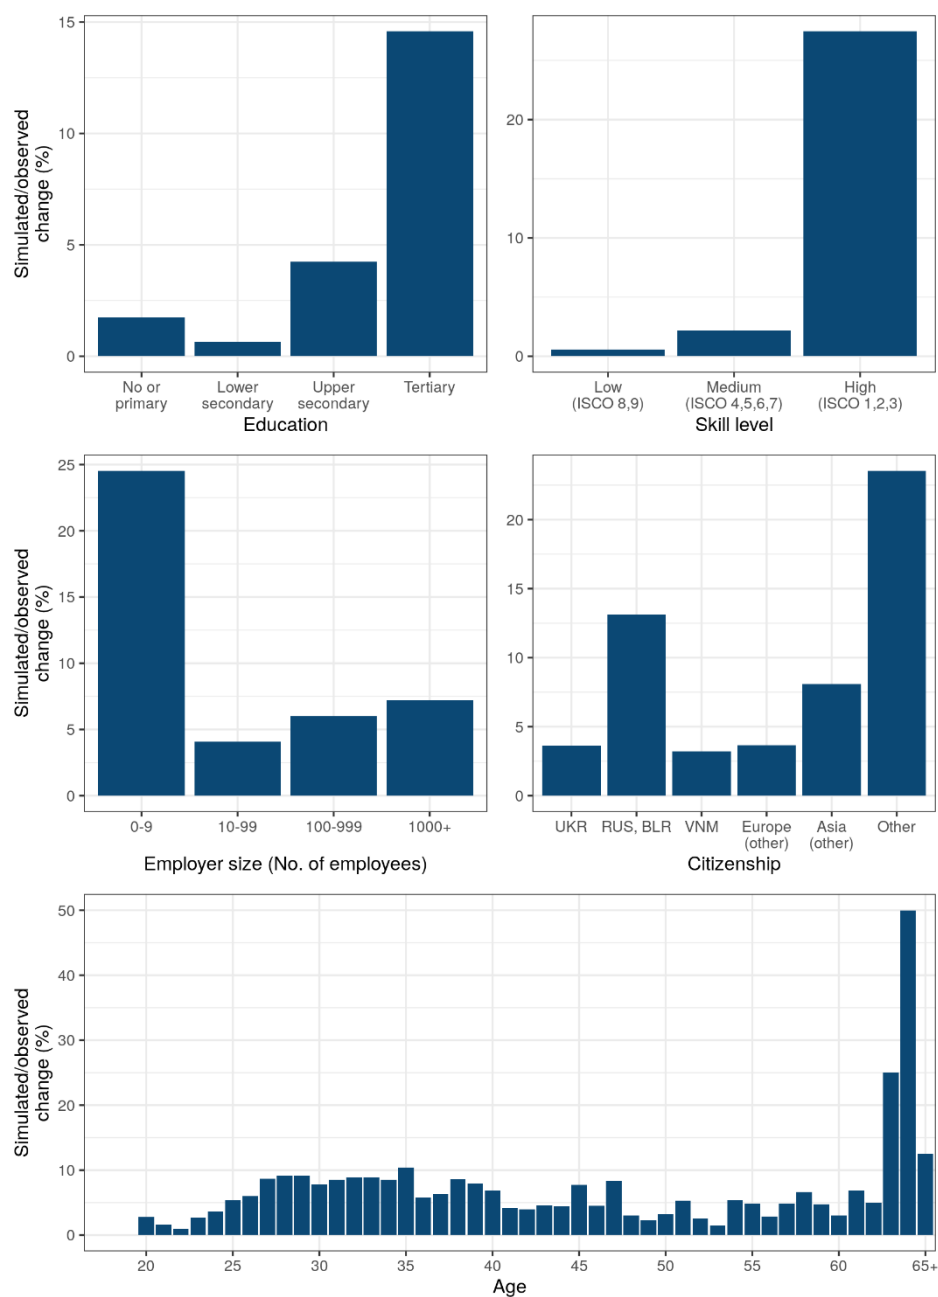 Simulated/observed
change (%)
15
10
5
0
No or
primary
Lower
secondary
Upper
secondary
Tertiary
Education
20
10
0
Low
(ISCO 8,9)
Medium
(ISCO 4,5,6,7)
High
(ISCO 1,2,3)
Skill level
Simulated/observed
change (%)
25
20
15
10
5
0
0-9
10-99
100-999
1000+
Employer size (No. of employees)
20
15
10
5
0
UKR
RUS, BLR
VNM
Europe
(other)
Asia
(other)
Other
Citizenship
Simulated/observed
change (%)
50
40
30
20
10
0
20
25
30
35
40
45
50
55
60
65+
Age